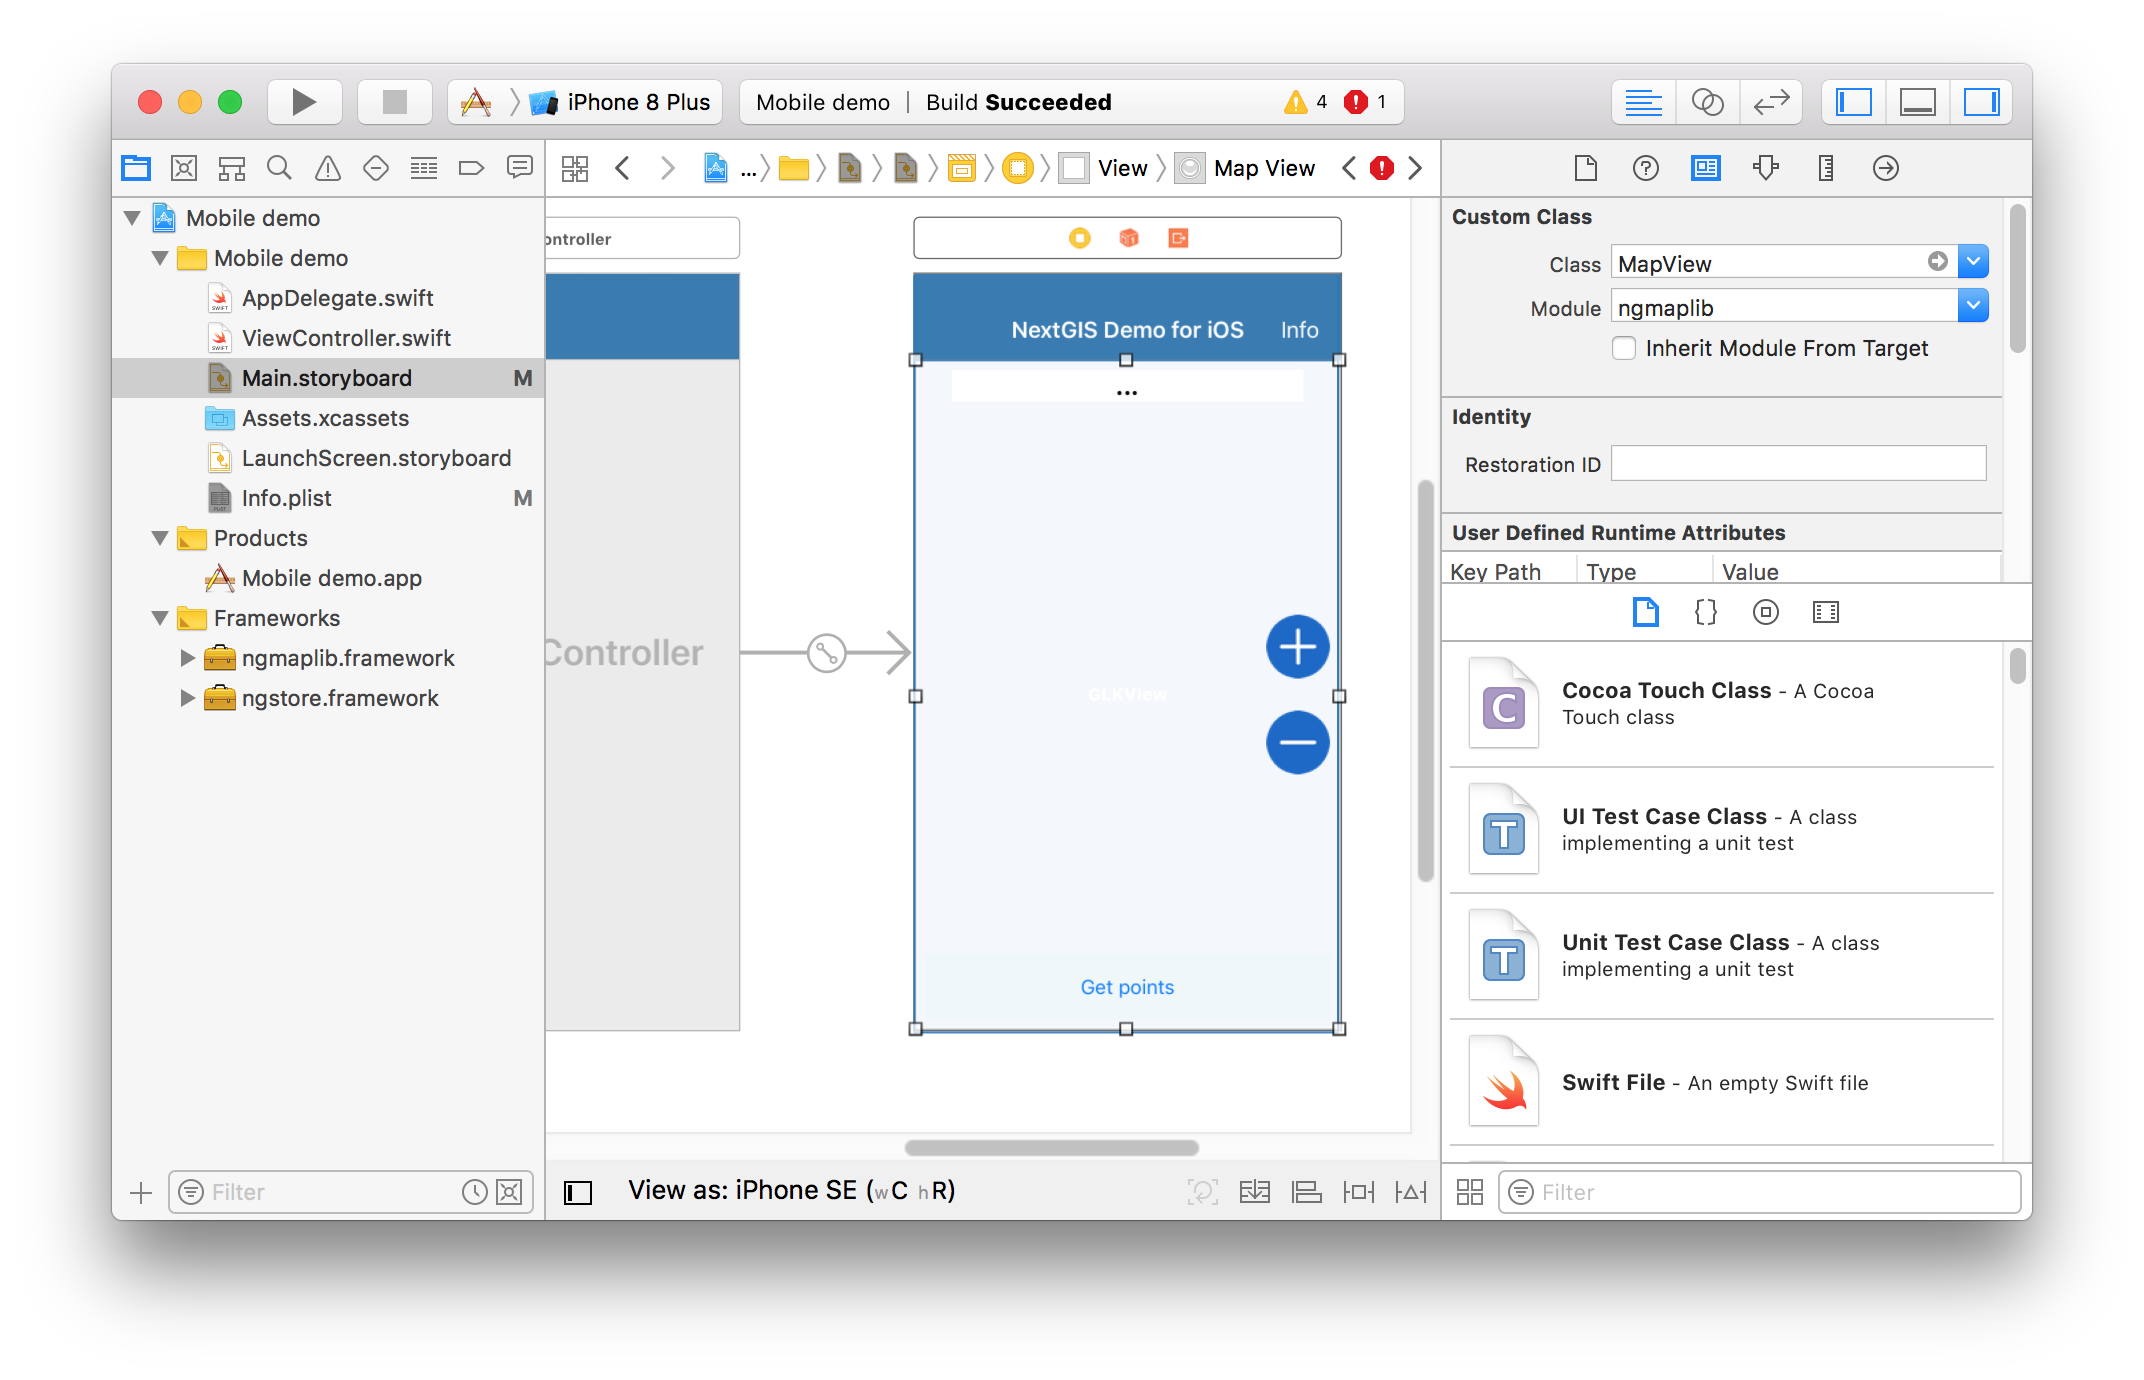 iPhone 8 Plus
Mobile demo | Build Succeeded
4
1
... View Map View
Mobile demo
Mobile demo
AppDelegate.swift
ViewController.swift
Main.storyboard M
Assets.xcassets
LaunchScreen.storyboard
Info.plist M
Products
Mobile demo.app
Frameworks
ngmaplib.framework
ngstore.framework
Filter
ontroller
Controller
NextGIS Demo for iOS Info
...
GLKView
Get points
View as: iPhone SE (wC hR)
Custom Class
Class MapView
Module ngmaplib
Inherit Module From Target
Identity
Restoration ID
User Defined Runtime Attributes
Key Path Type Value
{}
C
Cocoa Touch Class - A Cocoa
Touch class
T
UI Test Case Class - A class
implementing a unit test
T
Unit Test Case Class - A class
implementing a unit test
Swift File - An empty Swift file
Filter